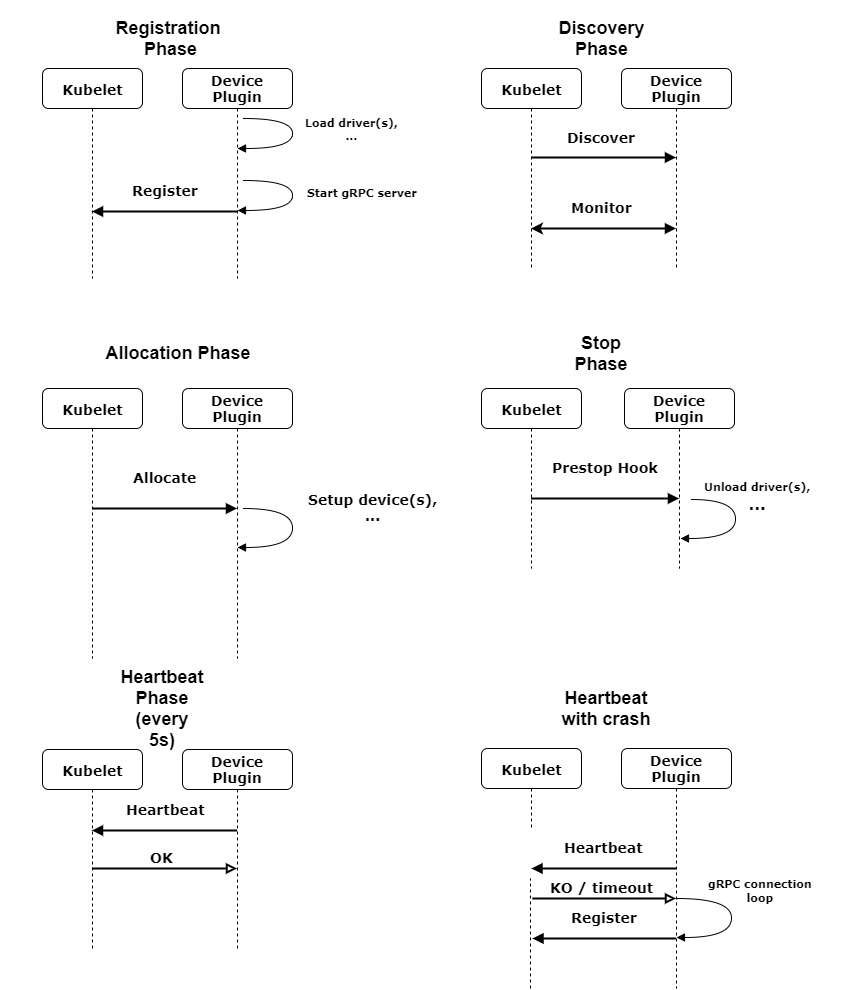 Registration
Phase
Kubelet
Device
Plugin
Load driver(s),
...
Register
Start gRPC server
Discovery
Phase
Kubelet
Device
Plugin
Discover
Monitor
Allocation Phase
Kubelet
Device
Plugin
Allocate
Setup device(s),
...
Stop
Phase
Kubelet
Device
Plugin
Prestop Hook
Unload driver(s),
...
Heartbeat
Phase
(every
5s)
Kubelet
Device
Plugin
Heartbeat
OK
Heartbeat
with crash
Kubelet
Device
Plugin
Heartbeat
KO / timeout
gRPC connection
loop
Register